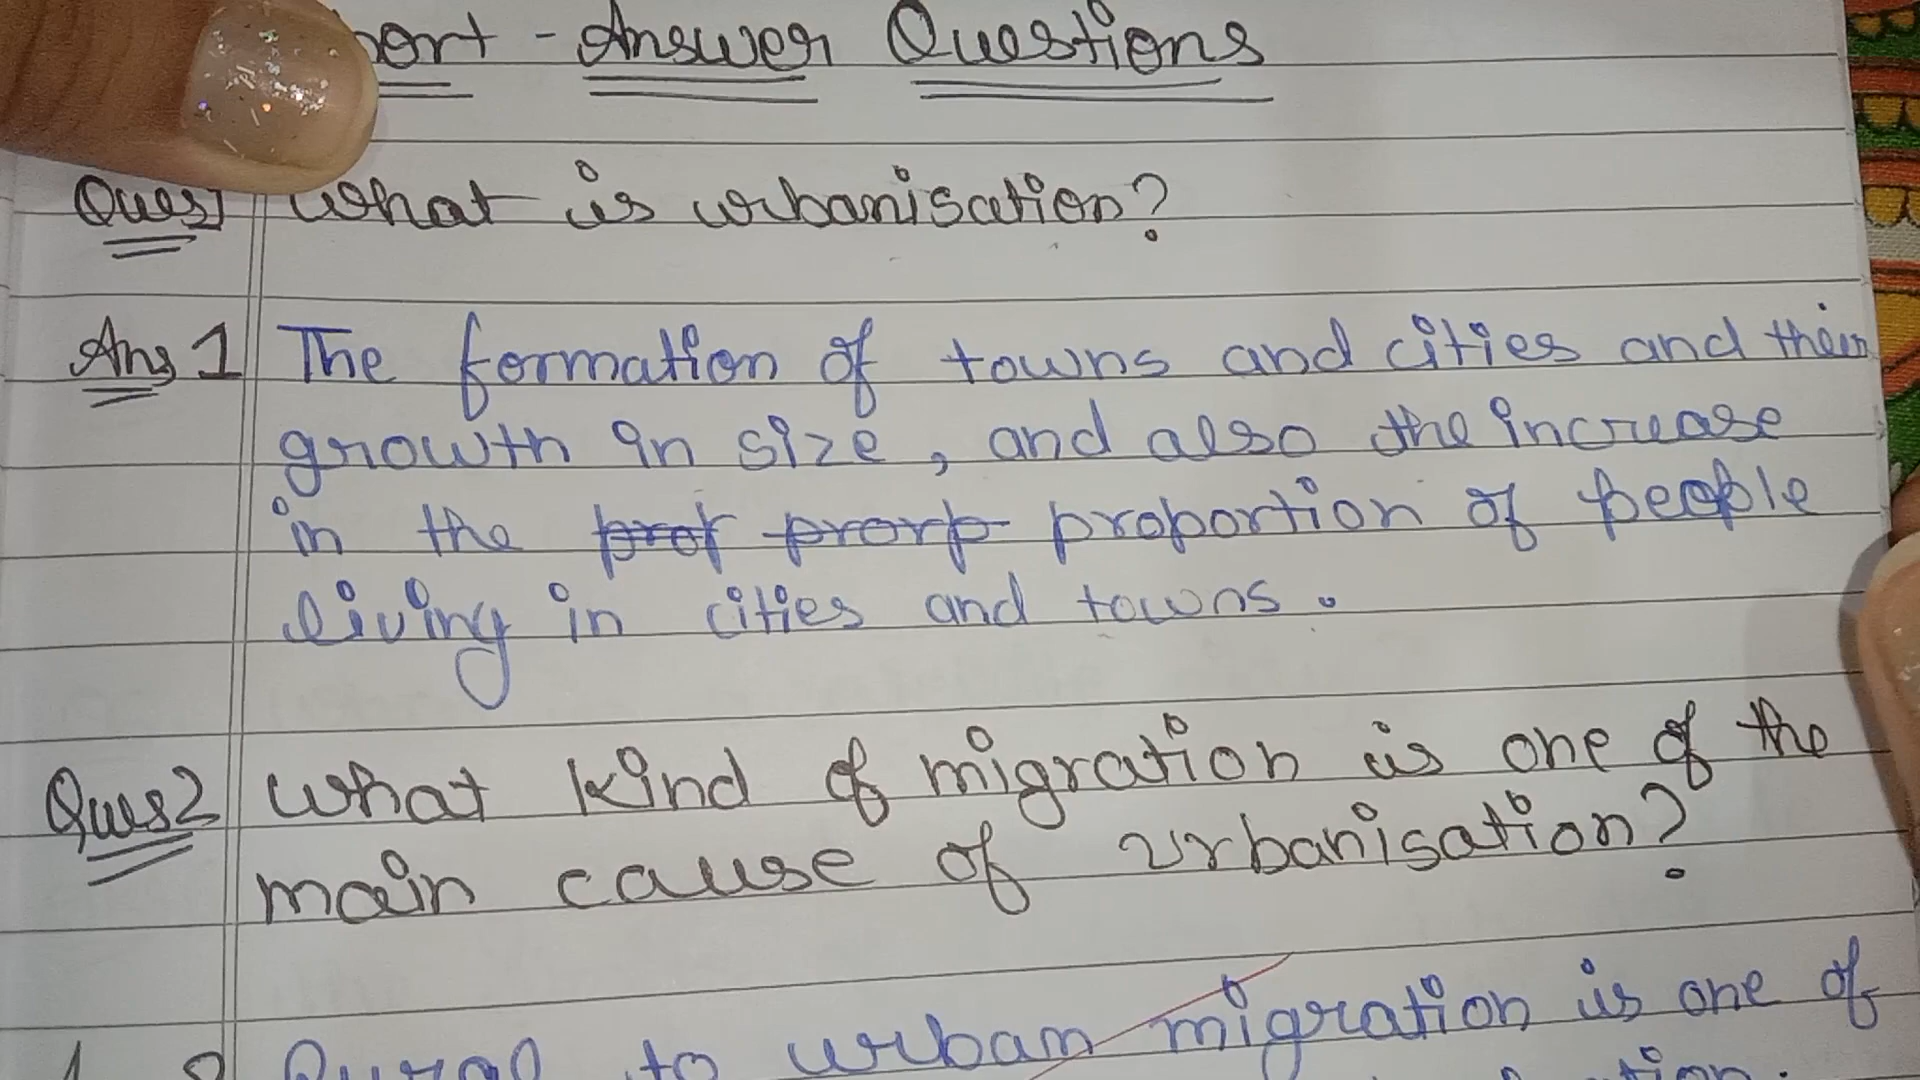 ort - Answer Questions
Ques1 What is urbanisation?
Ans 1 The formation of towns and cities and their
growth in size, and also the increase
in the prof prorp proportion of people
living in cities and towns.
Ques2 What kind of migration is one of the
main cause of urbanisation?
Rural to urban migration is one of